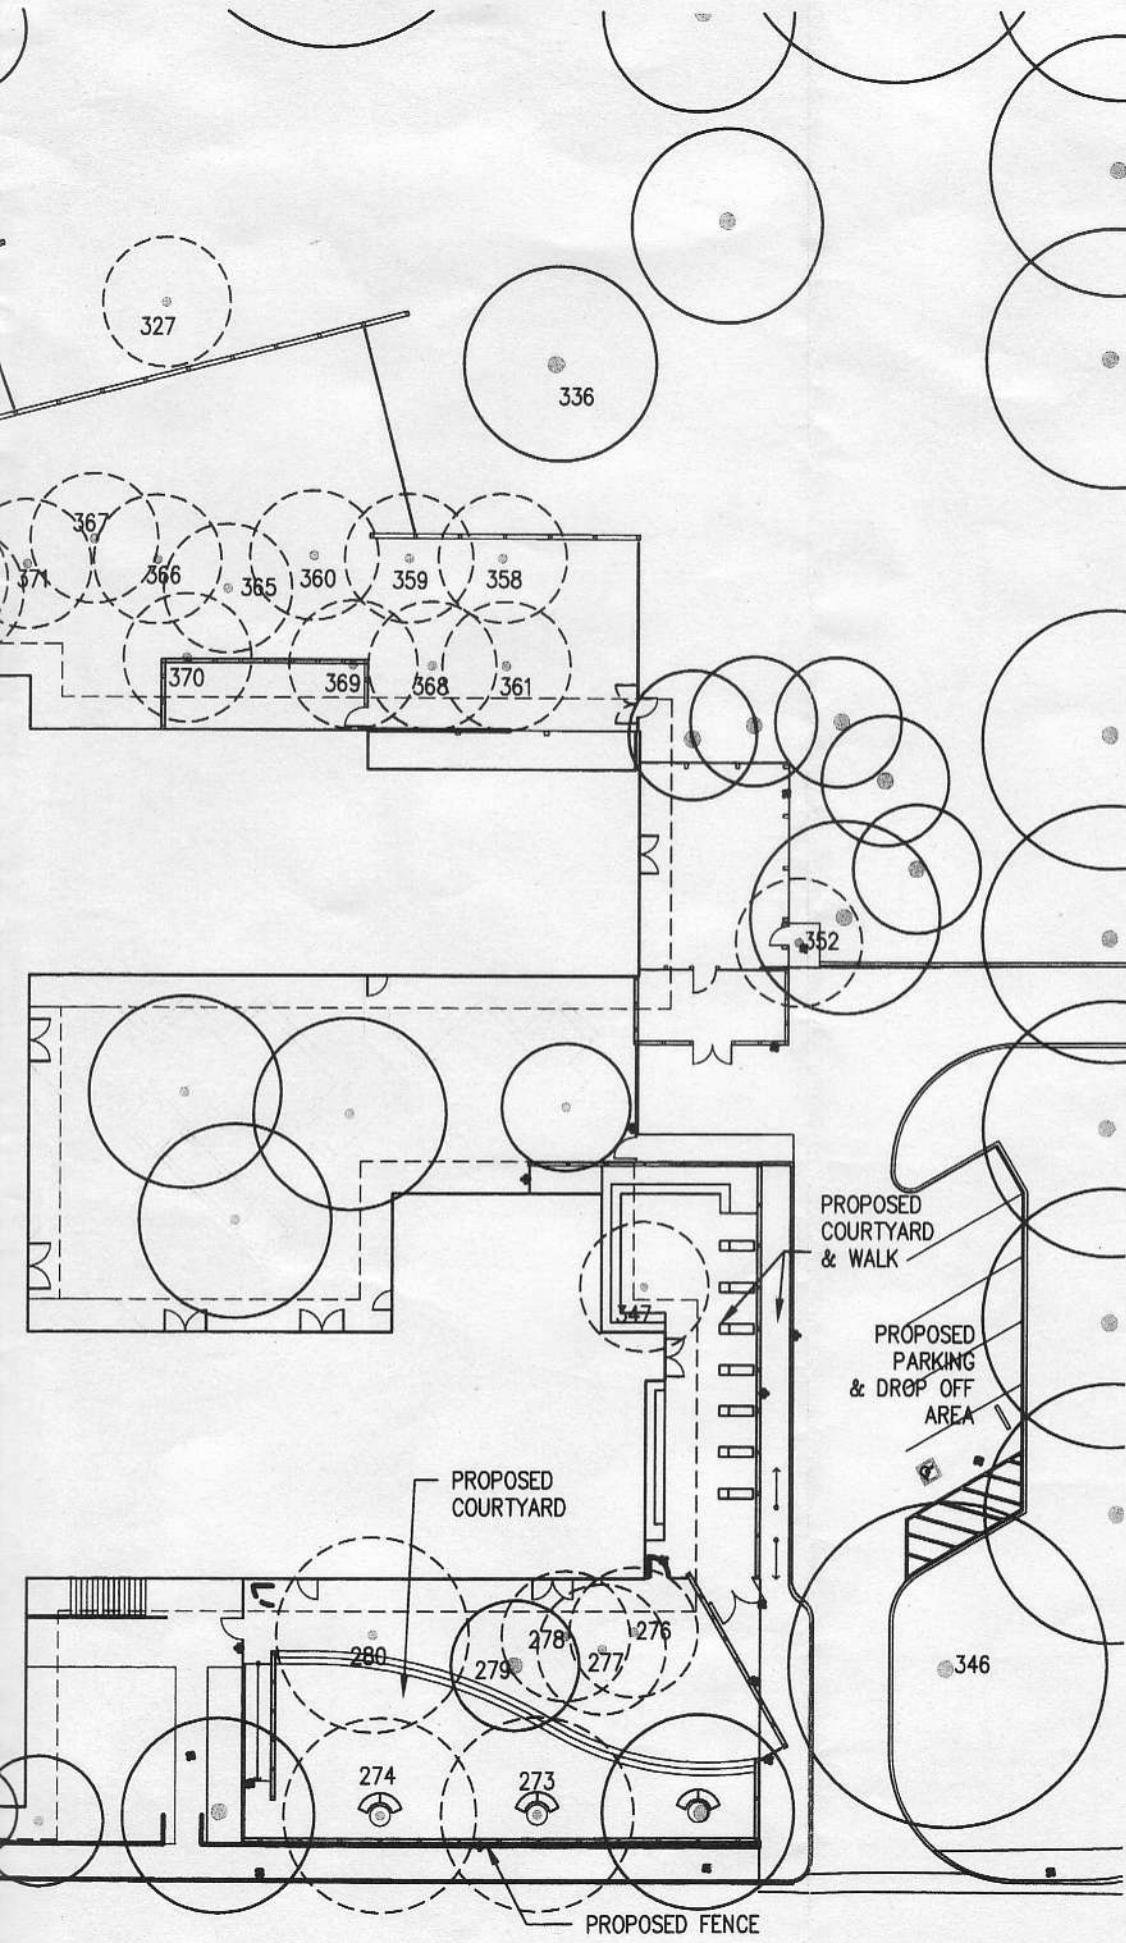 327
336
367
371
366
365
360
359
358
370
369
368
361
352
PROPOSED
COURTYARD
& WALK
347
PROPOSED
PARKING
& DROP OFF
AREA
PROPOSED
COURTYARD
280
279
278
277
276
346
274
273
PROPOSED FENCE